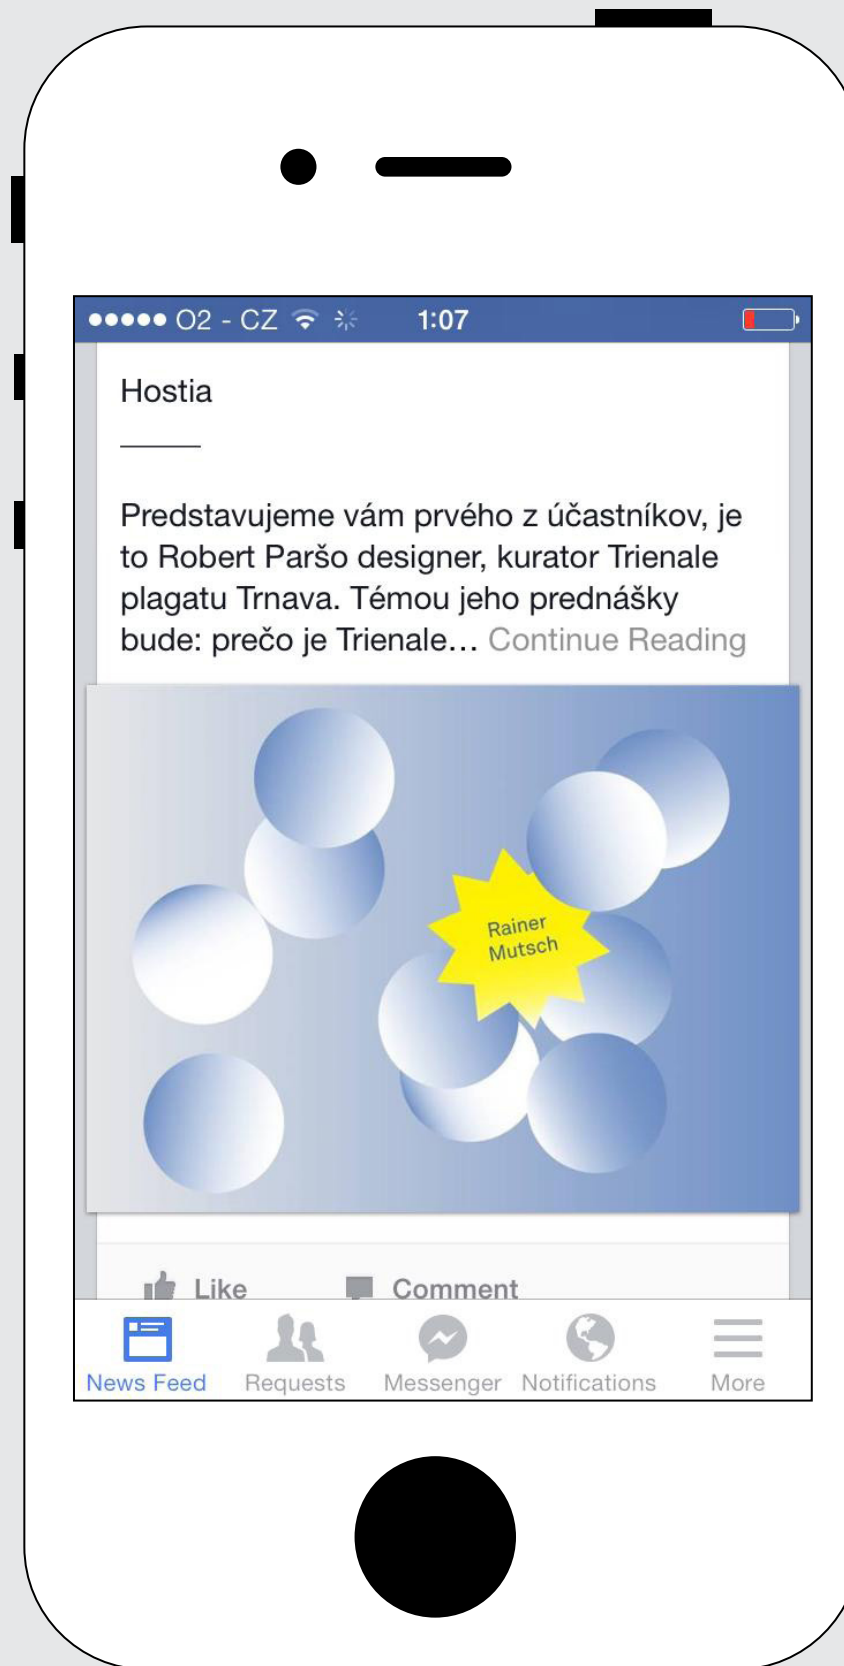 ●●●●● O2 - CZ 1:07
Hostia
Predstavujeme vám prvého z účastníkov, je
to Robert Paršo designer, kurator Trienale
plagatu Trnava. Témou jeho prednášky
bude: prečo je Trienale… Continue Reading
Rainer
Mutsch
Like Comment
News Feed Requests Messenger Notifications More